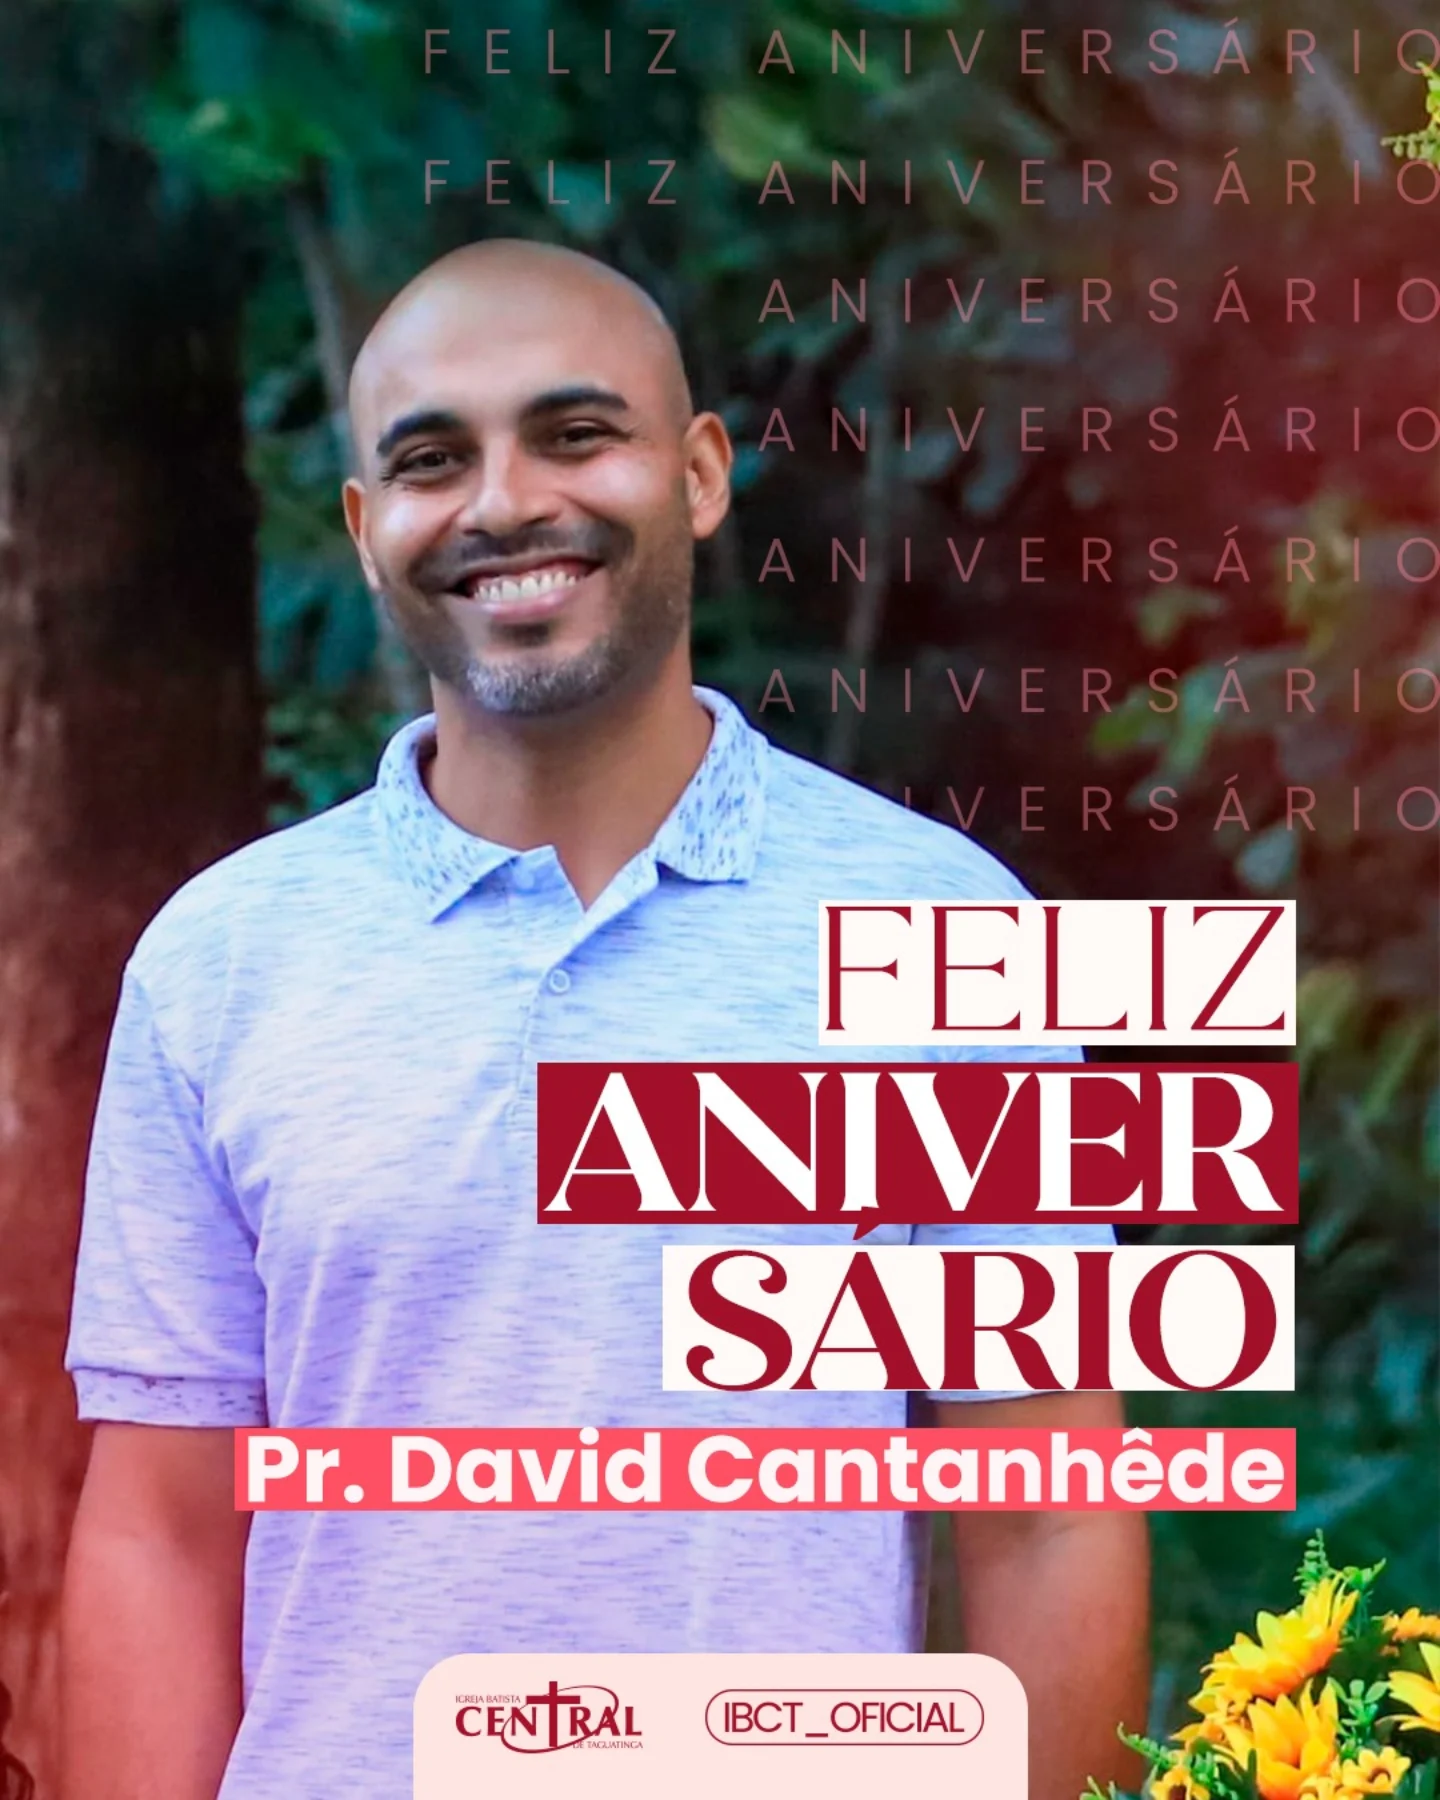 FELIZ ANIVERSÁRIO
FELIZ ANIVERSÁRIO
ANIVERSÁRIO
ANIVERSÁRIO
ANIVERSÁRIO
ANIVERSÁRIO
IVERSÁRIO
FELIZ
ANIVER
SÁRIO
Pr. David Cantanhêde
IGREJA BATISTA
CENTRAL
DE TAGUATINGA
IBCT_OFICIAL